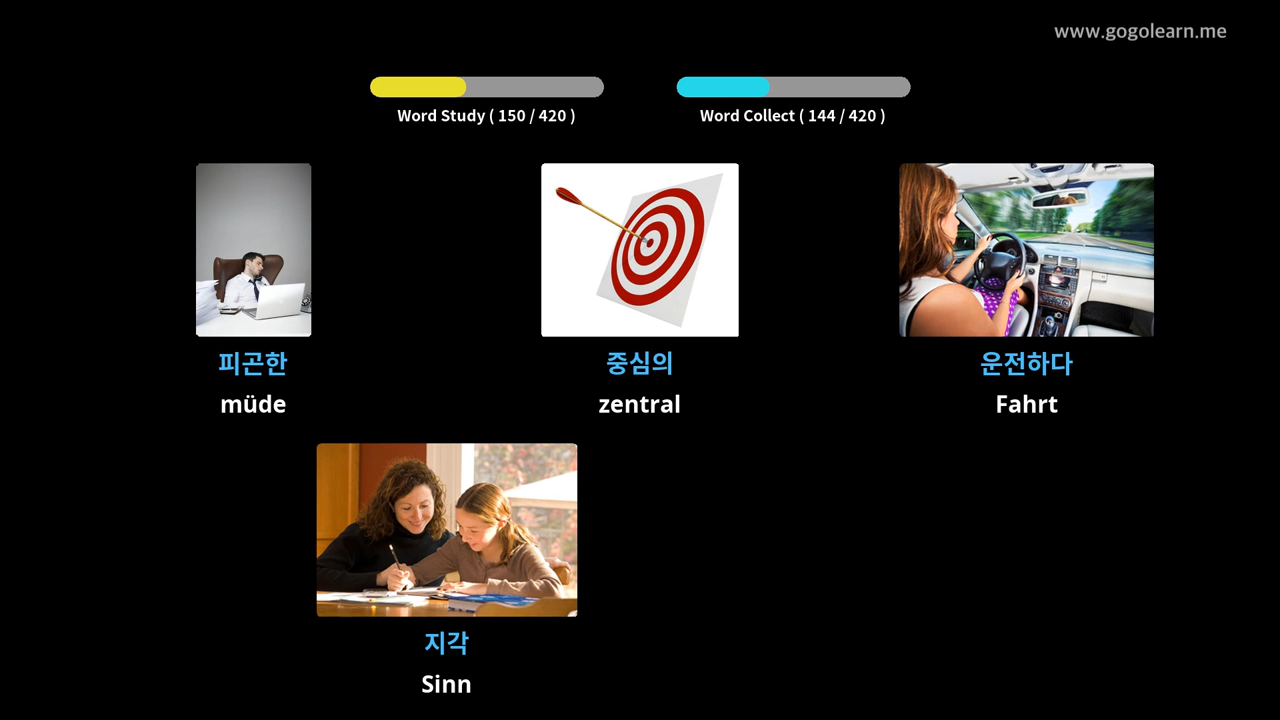 www.gogolearn.me
Word Study ( 150 / 420 )
Word Collect ( 144 / 420 )
피곤한
müde
중심의
zentral
운전하다
Fahrt
지각
Sinn